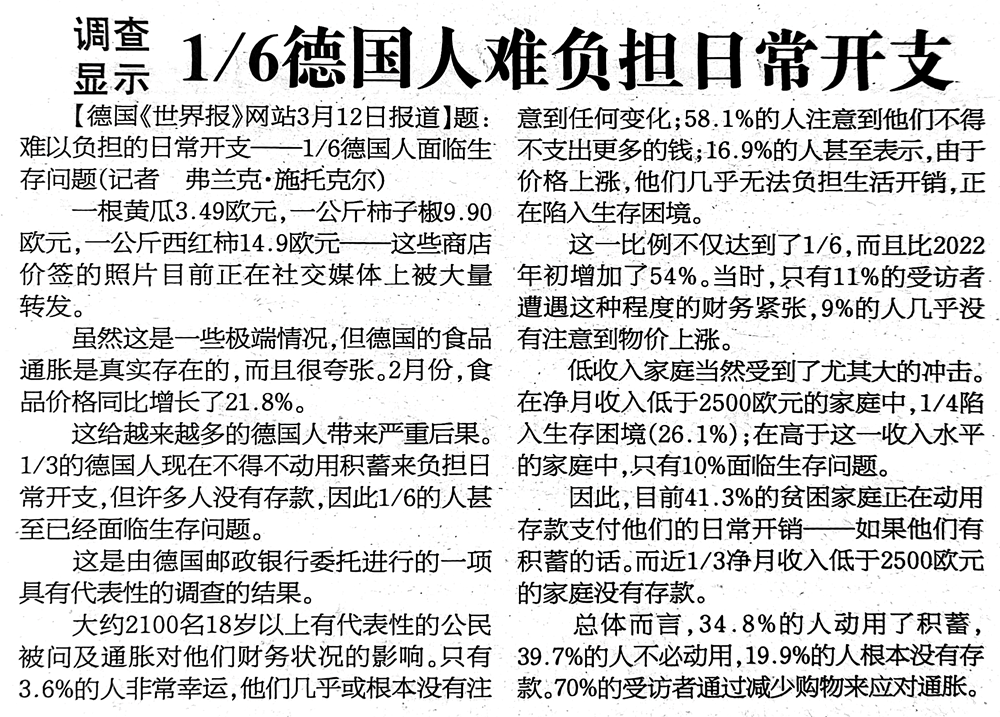 调查
显示
1/6德国人难负担日常开支
【德国《世界报》网站3月12日报道】题:
难以负担的日常开支——1/6德国人面临生
存问题(记者 弗兰克·施托克尔)
一根黄瓜3.49欧元,一公斤柿子椒9.90
欧元,一公斤西红柿14.9欧元——这些商店
价签的照片目前正在社交媒体上被大量
转发。
虽然这是一些极端情况,但德国的食品
通胀是真实存在的,而且很夸张。2月份,食
品价格同比增长了21.8%。
这给越来越多的德国人带来严重后果。
1/3的德国人现在不得不动用积蓄来负担日
常开支,但许多人没有存款,因此1/6的人甚
至已经面临生存问题。
这是由德国邮政银行委托进行的一项
具有代表性的调查的结果。
大约2100名18岁以上有代表性的公民
被问及通胀对他们财务状况的影响。只有
3.6%的人非常幸运,他们几乎或根本没有注
意到任何变化;58.1%的人注意到他们不得
不支出更多的钱;16.9%的人甚至表示,由于
价格上涨,他们几乎无法负担生活开销,正
在陷入生存困境。
这一比例不仅达到了1/6,而且比2022
年初增加了54%。当时,只有11%的受访者
遭遇这种程度的财务紧张,9%的人几乎没
有注意到物价上涨。
低收入家庭当然受到了尤其大的冲击。
在净月收入低于2500欧元的家庭中,1/4陷
入生存困境(26.1%);在高于这一收入水平
的家庭中,只有10%面临生存问题。
因此,目前41.3%的贫困家庭正在动用
存款支付他们的日常开销——如果他们有
积蓄的话。而近1/3净月收入低于2500欧元
的家庭没有存款。
总体而言,34.8%的人动用了积蓄,
39.7%的人不必动用,19.9%的人根本没有存
款。70%的受访者通过减少购物来应对通胀。